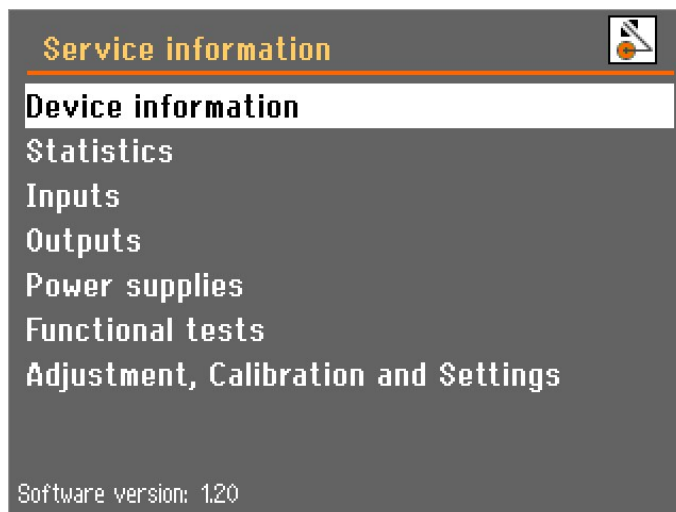 Service information
Device information
Statistics
Inputs
Outputs
Power supplies
Functional tests
Adjustment, Calibration and Settings
Software version: 1.20